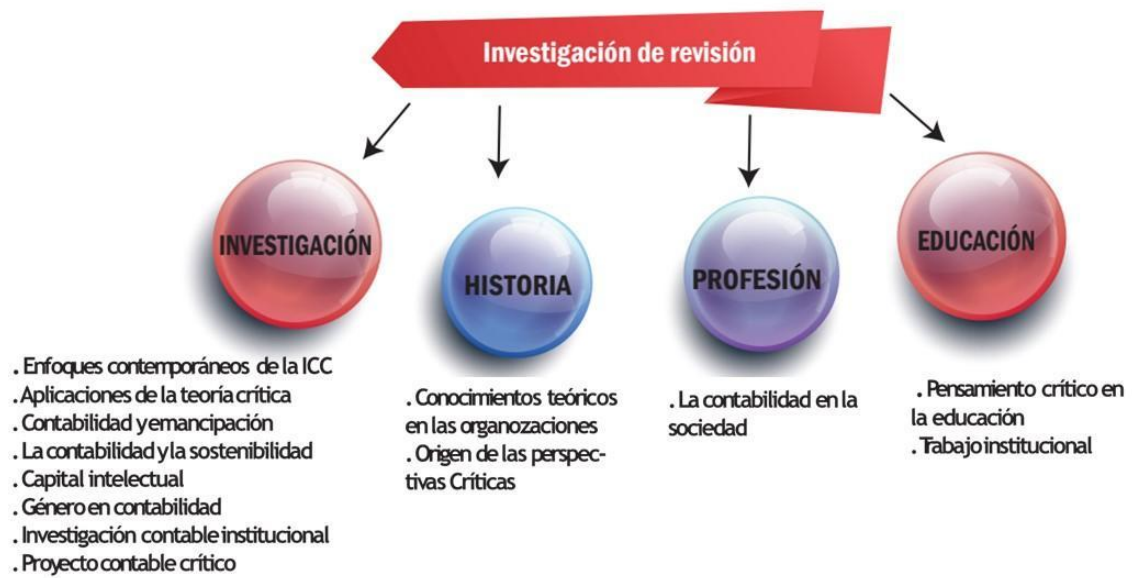 Investigación de revisión
INVESTIGACIÓN
. Enfoques contemporáneos de la ICC
. Aplicaciones de la teoría crítica
. Contabilidad y emancipación
. La contabilidad y la sostenibilidad
. Capital intelectual
. Género en contabilidad
. Investigación contable institucional
. Proyecto contable crítico
HISTORIA
. Conocimientos teóricos
en las organozaciones
. Origen de las perspec-
tivas Críticas
PROFESIÓN
. La contabilidad en la
sociedad
EDUCACIÓN
. Pensamiento crítico en
la educación
. Trabajo institucional